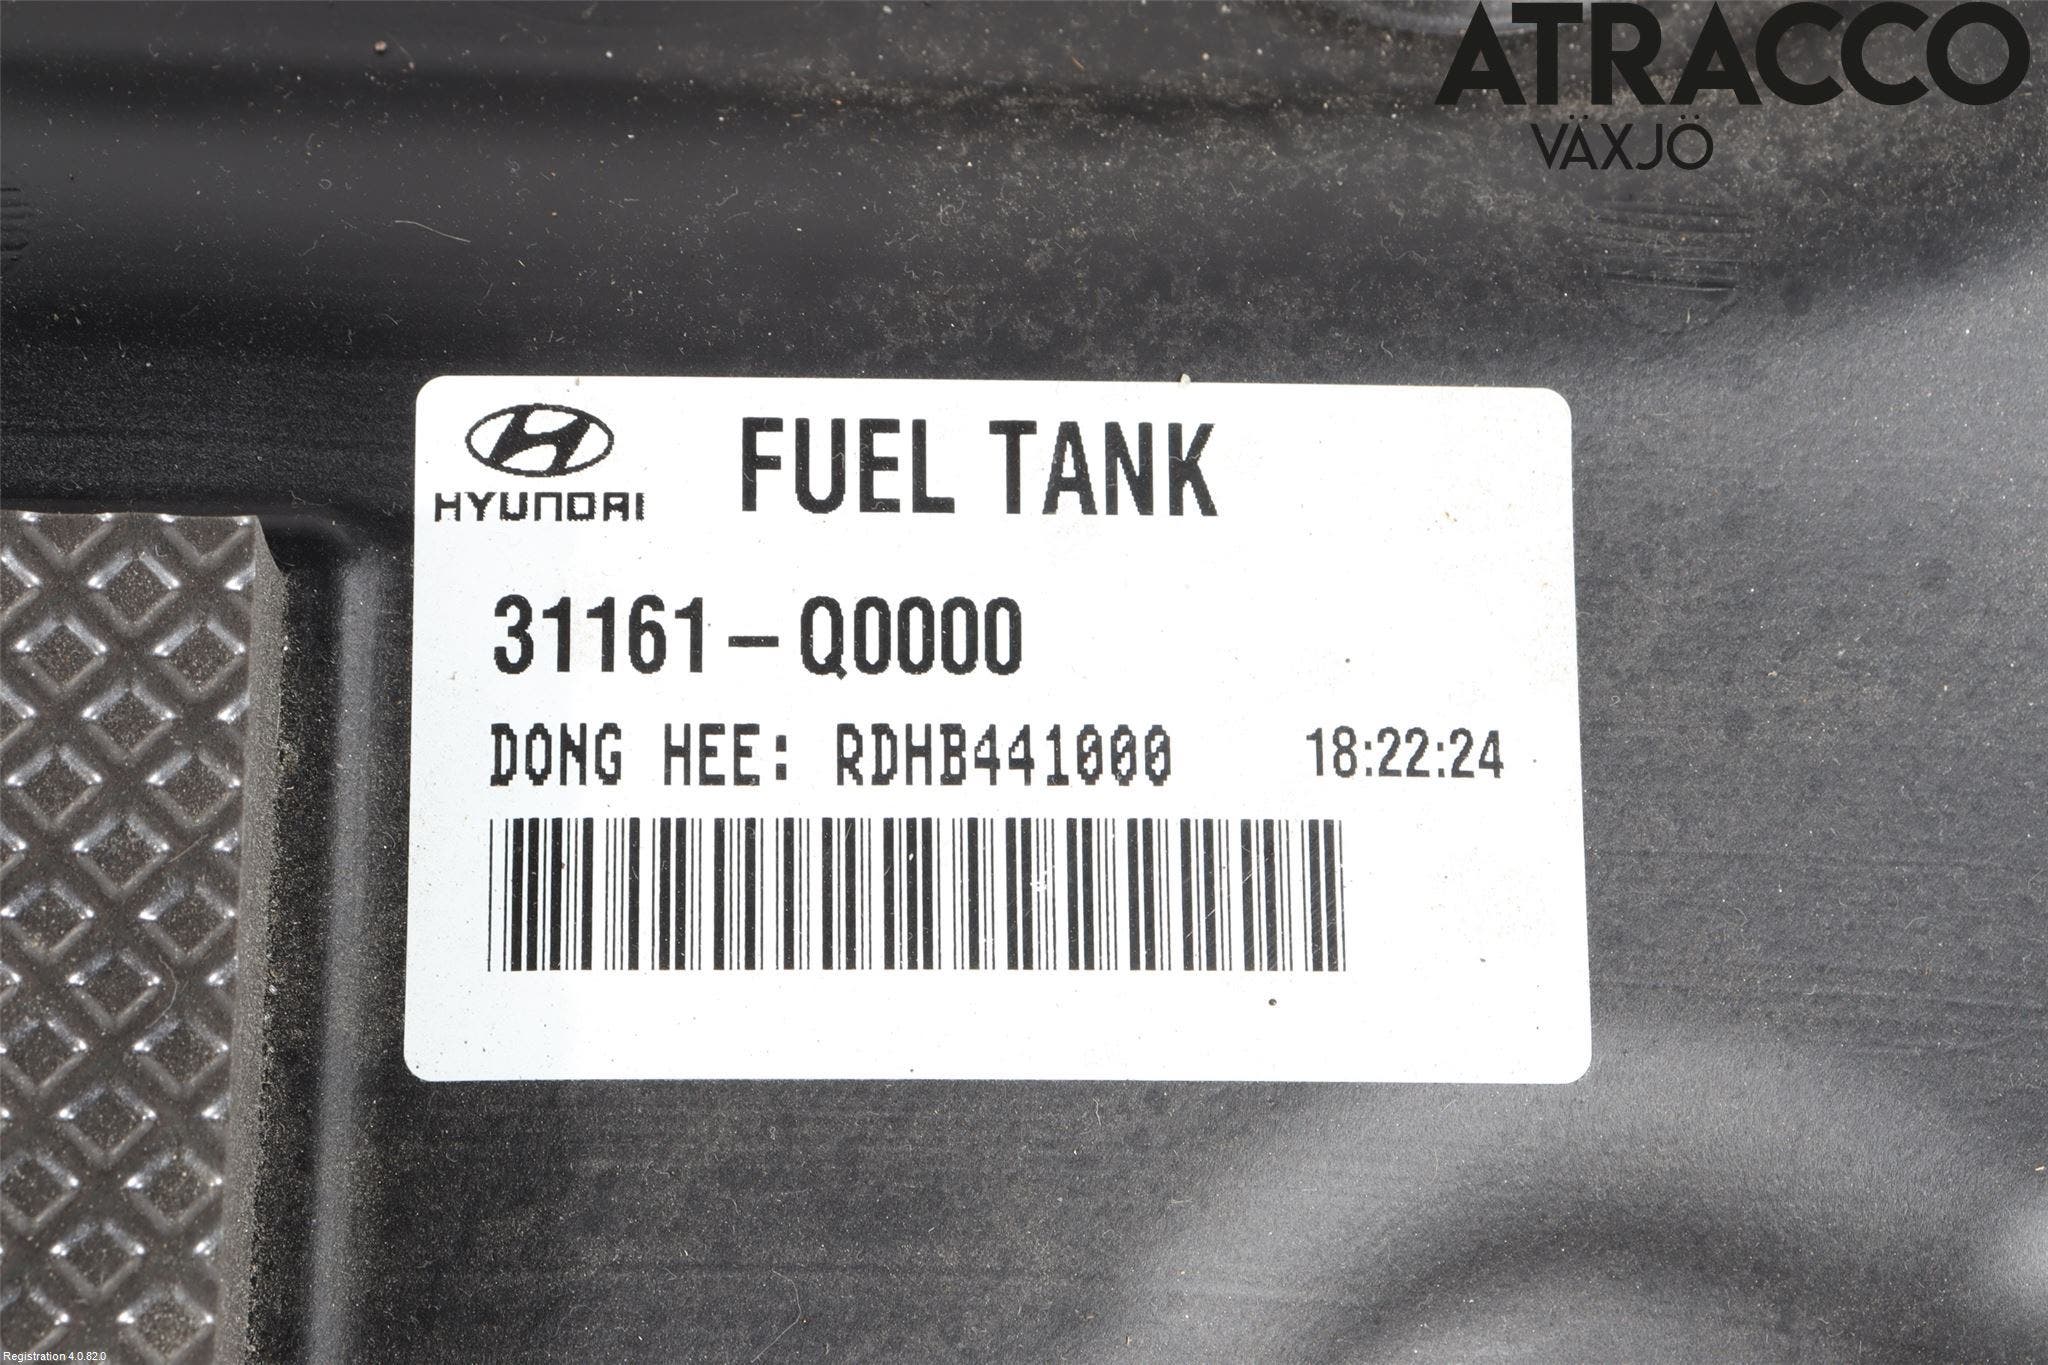 ATRACCO
VÄXJÖ
HYUNDAI
FUEL TANK
31161-Q0000
DONG HEE: RDHB441000 18:22:24
Registration 4.0.82.0